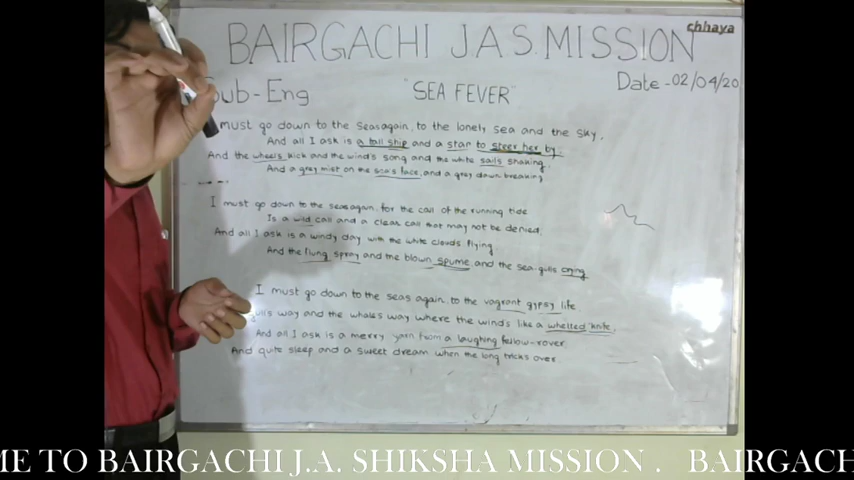 chhaya
BAIRGACHI J.A.S. MISSION
Sub-Eng "SEA FEVER" Date-02/04/20
must go down to the seas again, to the lonely sea and the sky,
And all I ask is a tall ship and a star to steer her by;
And the wheel's kick and the wind's song and the white sails shaking
And a grey mist on the sea's face, and a grey dawn breaking
I must go down to the seas again, for the call of the running tide
Is a wild call and a clear call that may not be denied;
And all I ask is a windy day with the white clouds flying
And the flung spray and the blown spume and the sea-gulls crying
I must go down to the seas again, to the vagrant gypsy life.
gulls way and the whales way where the winds like a whetted knife,
And all I ask is a merry yarn from a laughing fellow-rover
And quite sleep and a sweet dream when the long tricks over.
ME TO BAIRGACHI J.A. SHIKSHA MISSION . BAIRGACH